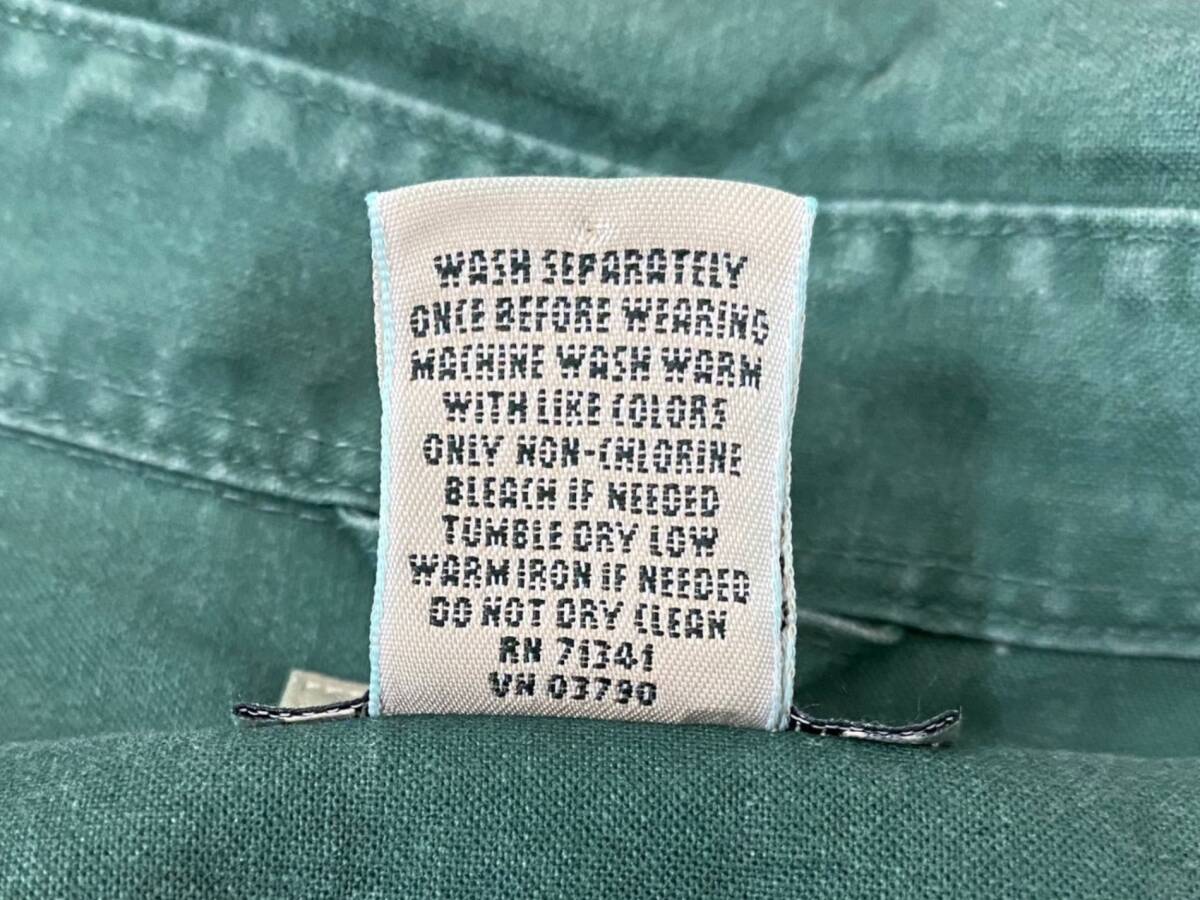 WASH SEPARATELY
ONCE BEFORE WEARING
MACHINE WASH WARM
WITH LIKE COLORS
ONLY NON-CHLORINE
BLEACH IF NEEDED
TUMBLE DRY LOW
WARM IRON IF NEEDED
DO NOT DRY CLEAN
RN 71341
VN 03790